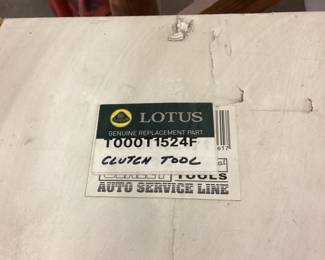 LOTUS
GENUINE REPLACEMENT PART
T000T1524F
CLUTCH TOOL
TOOLS
AUTO SERVICE LINE